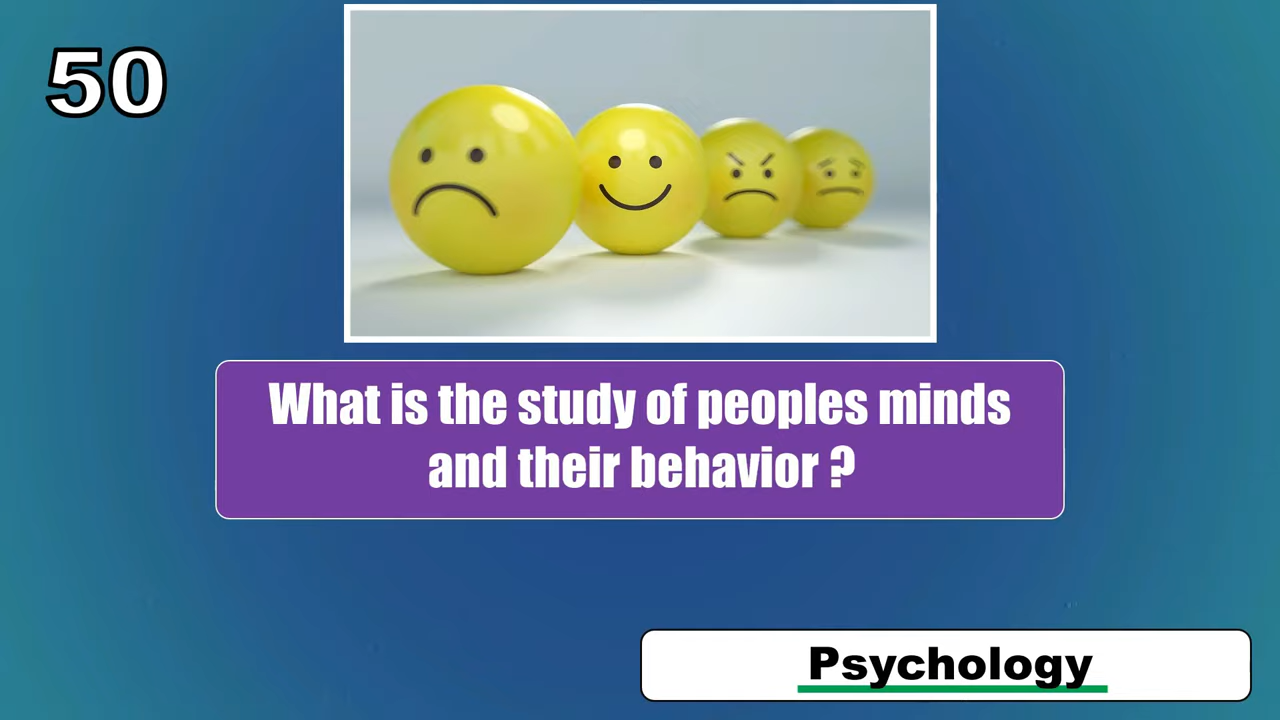 50
What is the study of peoples minds
and their behavior ?
Psychology